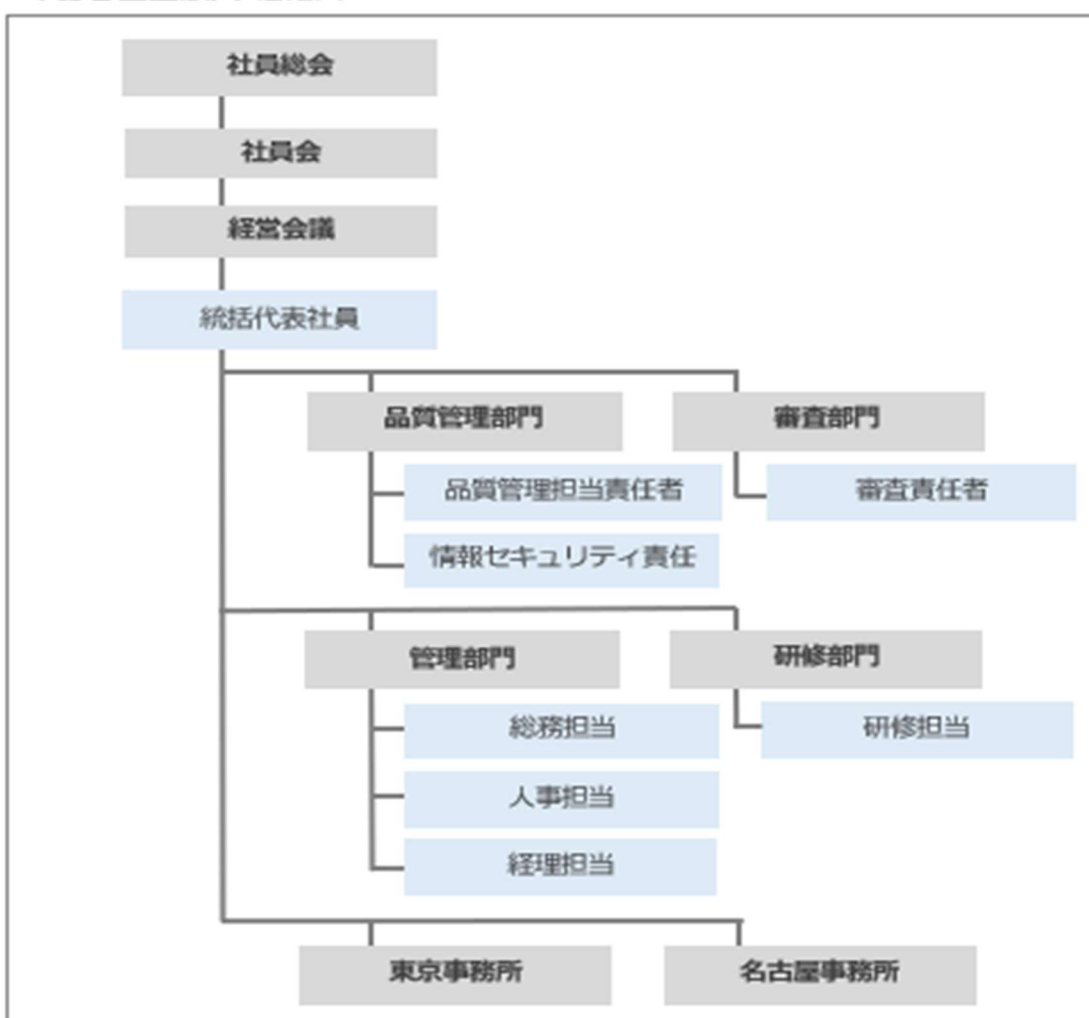 社員総会
社員会
経営会議
統括代表社員
品質管理部門
審査部門
品質管理担当責任者
審査責任者
情報セキュリティ責任
管理部門
研修部門
総務担当
研修担当
人事担当
経理担当
東京事務所
名古屋事務所